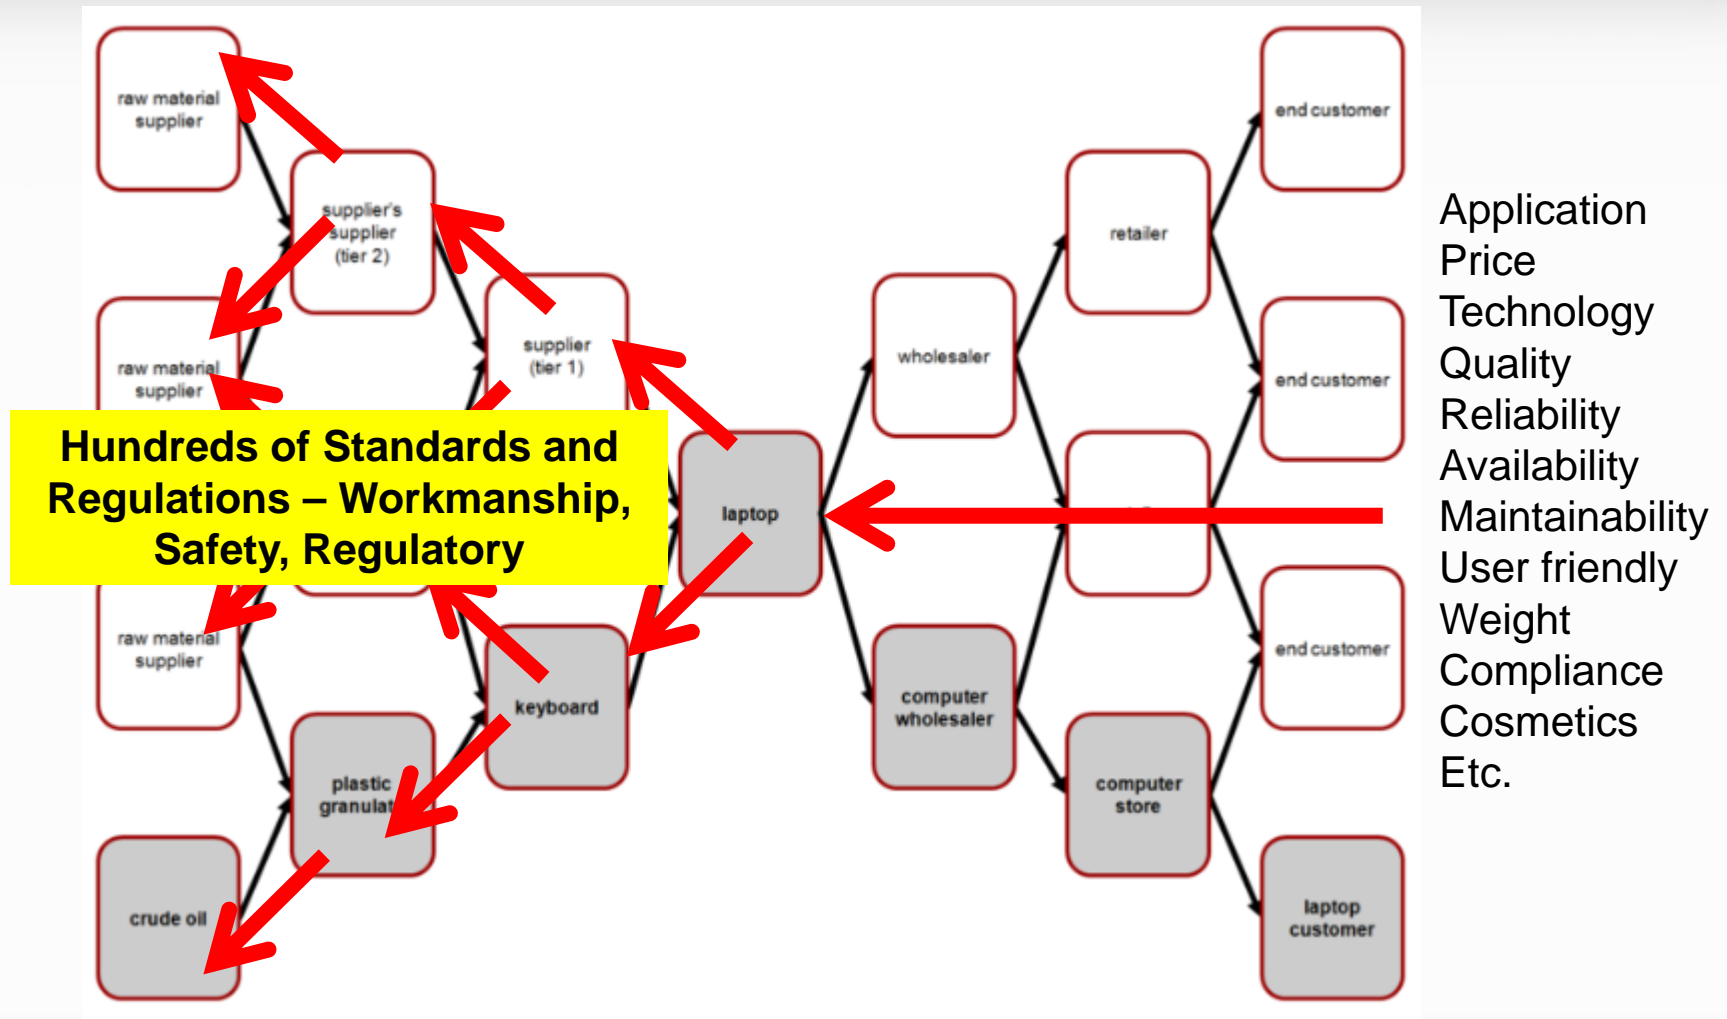 raw material
supplier
supplier's
supplier
(tier 2)
raw material
supplier
supplier
(tier 1)
Hundreds of Standards and
Regulations – Workmanship,
Safety, Regulatory
raw material
supplier
keyboard
plastic
crude oil
laptop
wholesaler
computer
wholesaler
retailer
computer
store
end customer
end customer
end customer
laptop
customer
Application
Price
Technology
Quality
Reliability
Availability
Maintainability
User friendly
Weight
Compliance
Cosmetics
Etc.